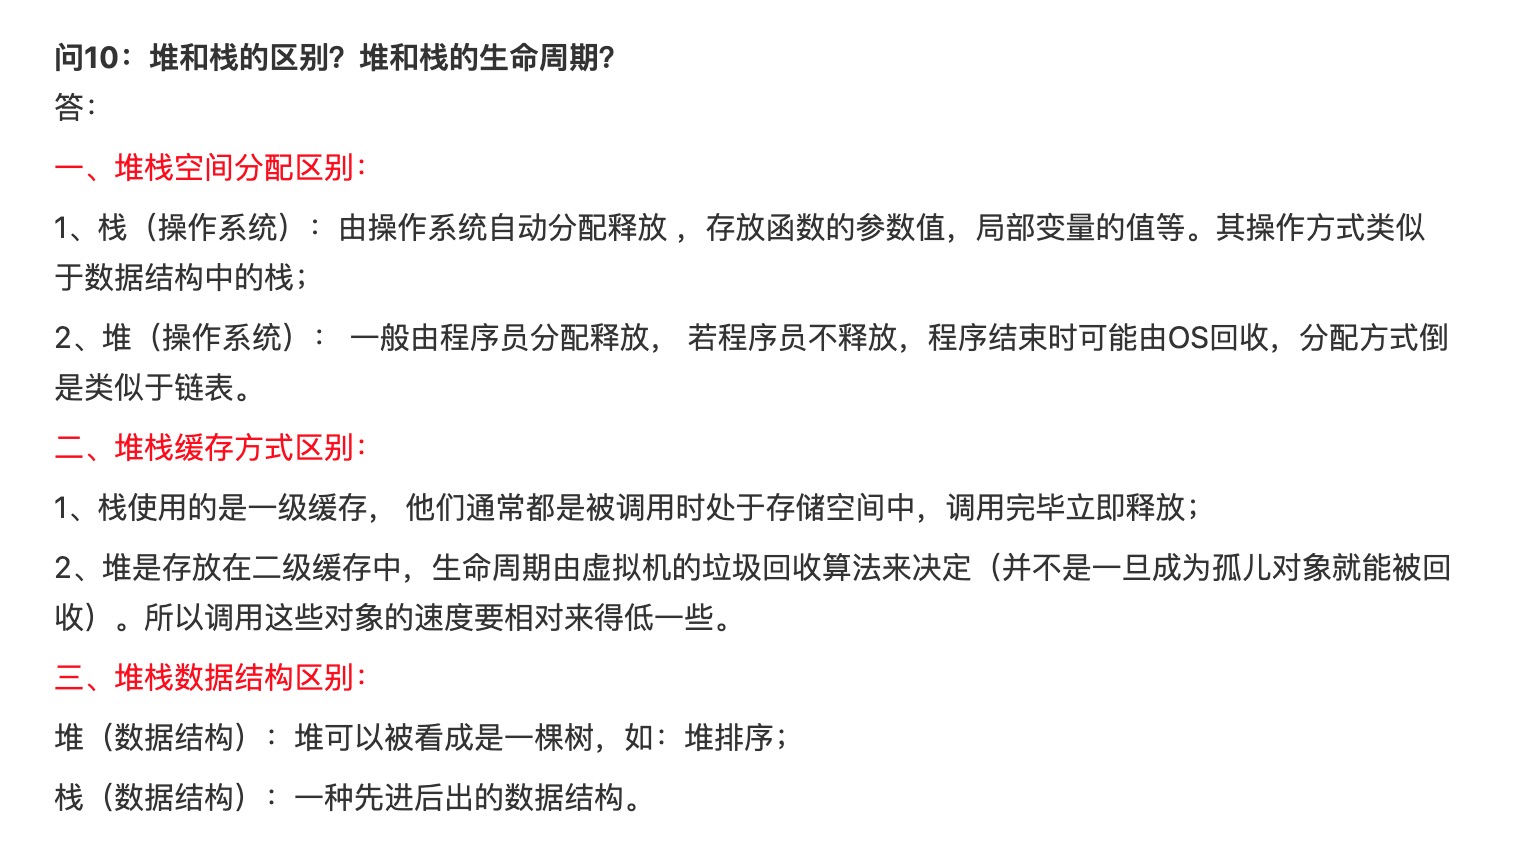 问10：堆和栈的区别？堆和栈的生命周期？
答：
一、堆栈空间分配区别：
1、栈（操作系统）：由操作系统自动分配释放 ，存放函数的参数值，局部变量的值等。其操作方式类似
于数据结构中的栈；
2、堆（操作系统）： 一般由程序员分配释放， 若程序员不释放，程序结束时可能由OS回收，分配方式倒
是类似于链表。
二、堆栈缓存方式区别：
1、栈使用的是一级缓存， 他们通常都是被调用时处于存储空间中，调用完毕立即释放；
2、堆是存放在二级缓存中，生命周期由虚拟机的垃圾回收算法来决定（并不是一旦成为孤儿对象就能被回
收）。所以调用这些对象的速度要相对来得低一些。
三、堆栈数据结构区别：
堆（数据结构）：堆可以被看成是一棵树，如：堆排序；
栈（数据结构）：一种先进后出的数据结构。